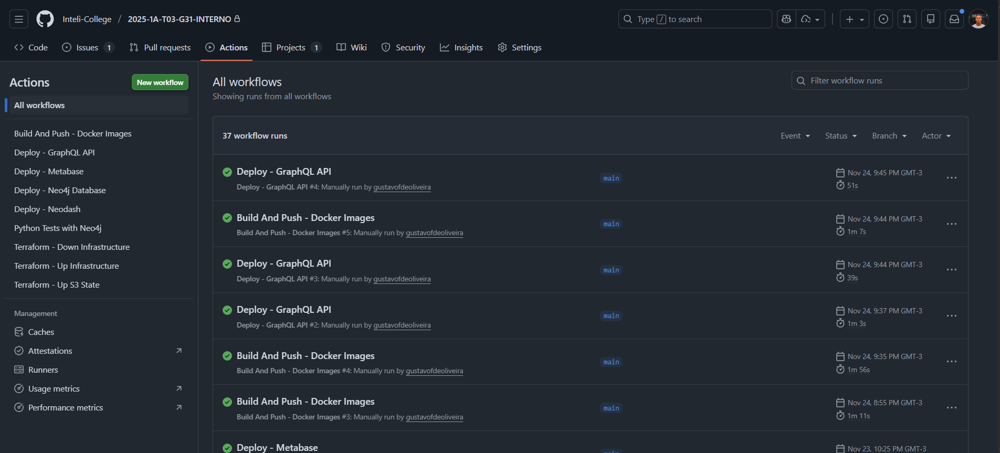 Inteli-College / 2025-1A-T03-G31-INTERNO
Type / to search
Code
Issues 1
Pull requests
Actions
Projects 1
Wiki
Security
Insights
Settings
Actions
New workflow
All workflows
Build And Push - Docker Images
Deploy - GraphQL API
Deploy - Metabase
Deploy - Neo4j Database
Deploy - Neodash
Python Tests with Neo4j
Terraform - Down Infrastructure
Terraform - Up Infrastructure
Terraform - Up S3 State
Management
Caches
Attestations
Runners
Usage metrics
Performance metrics
All workflows
Showing runs from all workflows
Filter workflow runs
37 workflow runs
Event
Status
Branch
Actor
Deploy - GraphQL API
Deploy - GraphQL API #4: Manually run by gustavofdeoliveira
main
Nov 24, 9:45 PM GMT-3
51s
Build And Push - Docker Images
Build And Push - Docker Images #5: Manually run by gustavofdeoliveira
main
Nov 24, 9:44 PM GMT-3
1m 7s
Deploy - GraphQL API
Deploy - GraphQL API #3: Manually run by gustavofdeoliveira
main
Nov 24, 9:44 PM GMT-3
39s
Deploy - GraphQL API
Deploy - GraphQL API #2: Manually run by gustavofdeoliveira
main
Nov 24, 9:37 PM GMT-3
1m 3s
Build And Push - Docker Images
Build And Push - Docker Images #4: Manually run by gustavofdeoliveira
main
Nov 24, 9:35 PM GMT-3
1m 56s
Build And Push - Docker Images
Build And Push - Docker Images #3: Manually run by gustavofdeoliveira
main
Nov 24, 8:55 PM GMT-3
1m 11s
Deploy - Metabase
main
Nov 23, 10:25 PM GMT-3